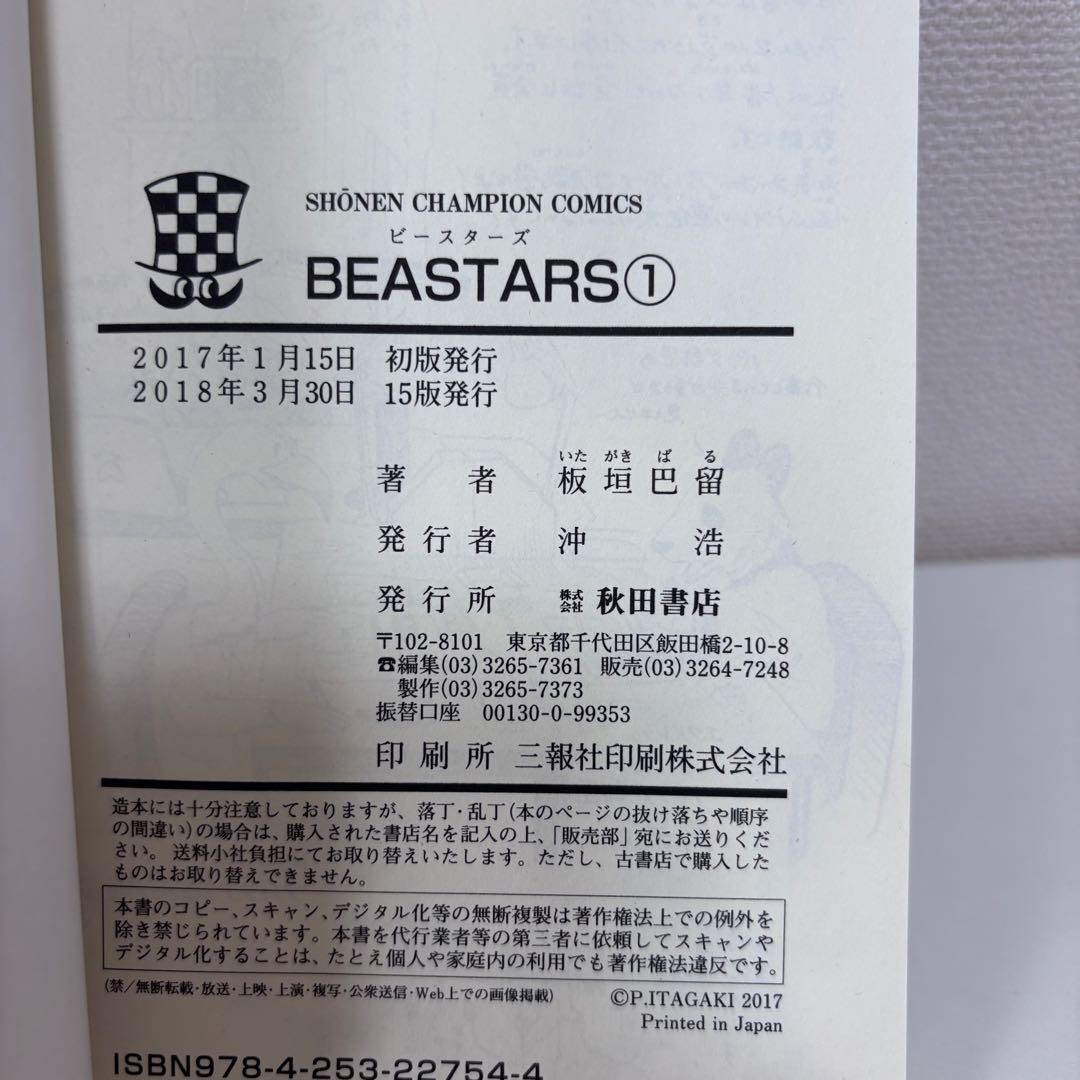 SHŌNEN CHAMPION COMICS
ビースターズ
BEASTARS①
2017年1月15日 初版発行
2018年3月30日 15版発行
いた がき ぱ る
著者 板垣巴留
発行者 沖浩
発行所 株式会社 秋田書店
〒102-8101 東京都千代田区飯田橋2-10-8
☎編集(03)3265-7361 販売(03)3264-7248
製作(03)3265-7373
振替口座 00130-0-99353
印刷所 三報社印刷株式会社
造本には十分注意しておりますが、落丁・乱丁(本のページの抜け落ちや順序
の間違い)の場合は、購入された書店名を記入の上、「販売部」宛にお送りくだ
さい。送料小社負担にてお取り替えいたします。ただし、古書店で購入した
ものはお取り替えできません。
本書のコピー、スキャン、デジタル化等の無断複製は著作権法上での例外を
除き禁じられています。本書を代行業者等の第三者に依頼してスキャンや
デジタル化することは、たとえ個人や家庭内の利用でも著作権法違反です。
(禁/無断転載・放送・上映・上演・複写・公衆送信・Web上での画像掲載)
©P.ITAGAKI 2017
Printed in Japan
ISBN978-4-253-22754-4